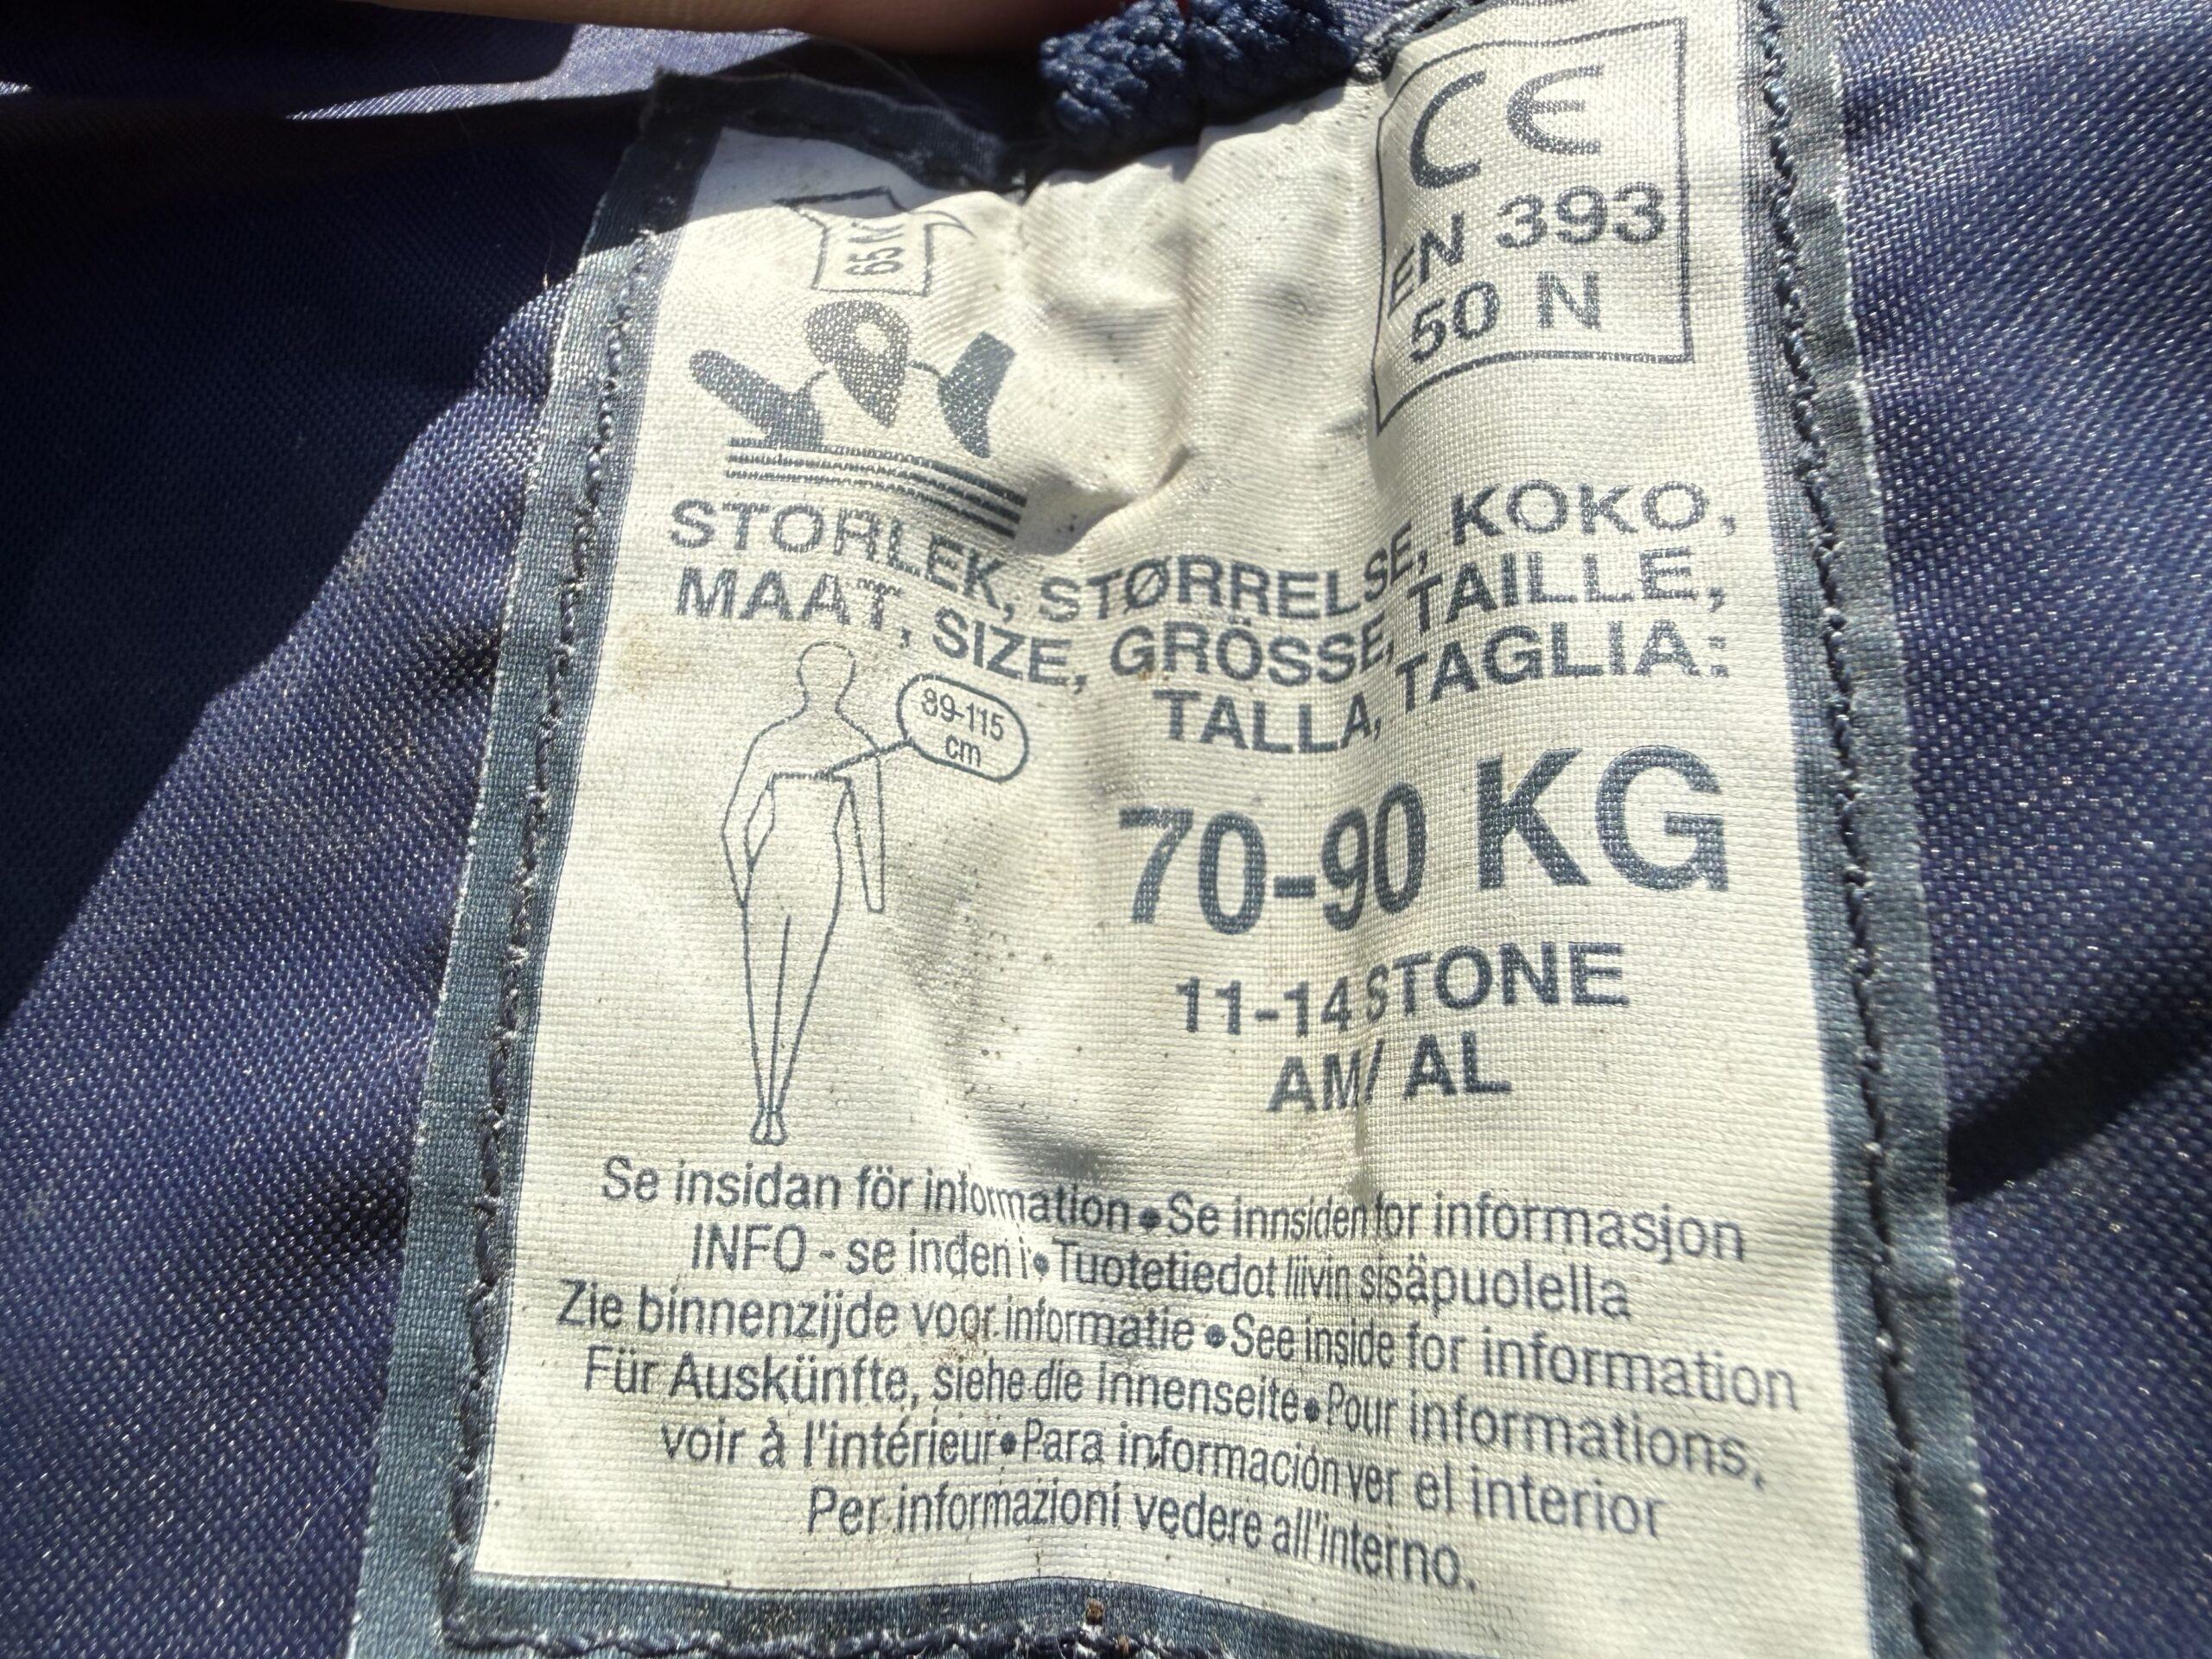 65 N
CE
EN 393
50 N
STORLEK, STØRRELSE, KOKO,
MAAT, SIZE, GRÖSSE, TAILLE,
TALLA, TAGLIA:
89-115
cm
70-90 KG
11-14 STONE
AM/ AL
Se insidan för information • Se innsiden for informasjon
INFO - se inden i • Tuotetiedot liivin sisäpuolella
Zie binnenzijde voor informatie • See inside for information
Für Auskünfte, siehe die Innenseite • Pour informations,
voir à l'intérieur • Para información ver el interior
Per informazioni vedere all'interno.